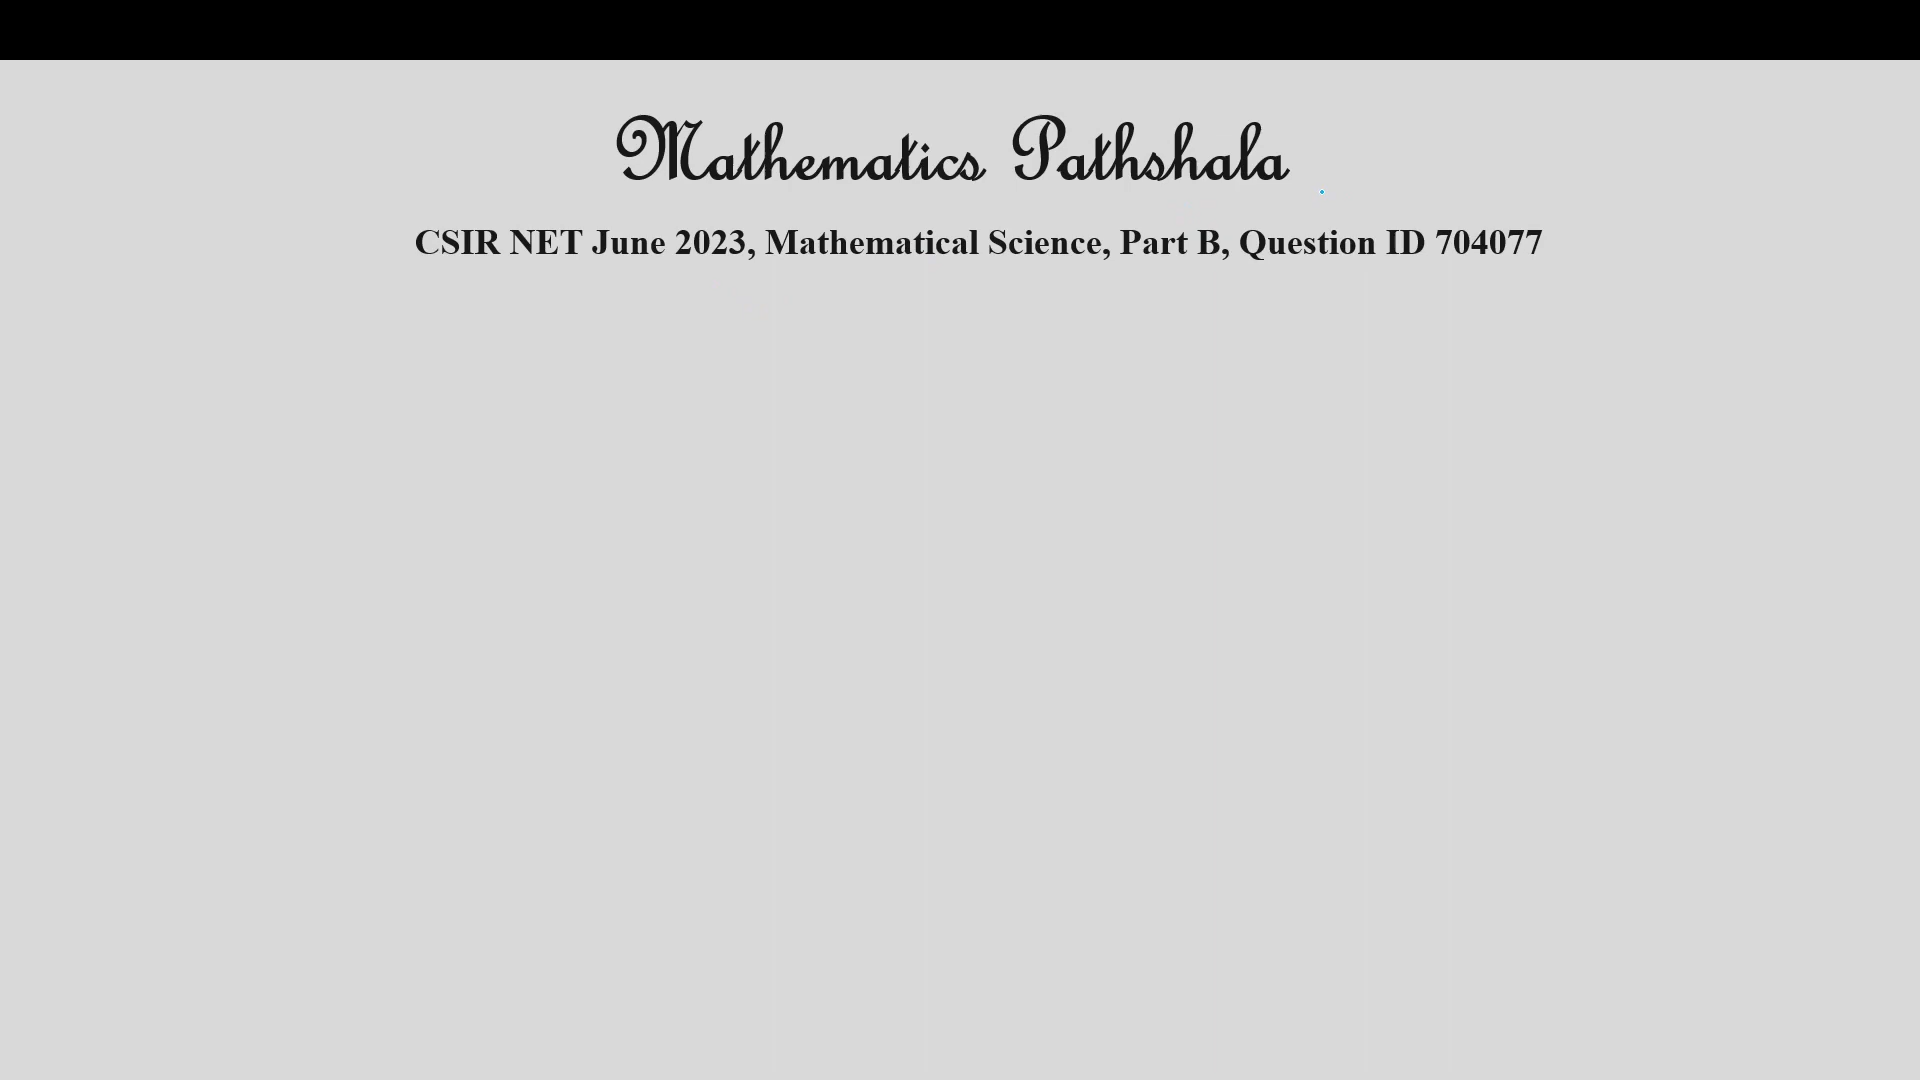 Mathematics Pathshala
CSIR NET June 2023, Mathematical Science, Part B, Question ID 704077